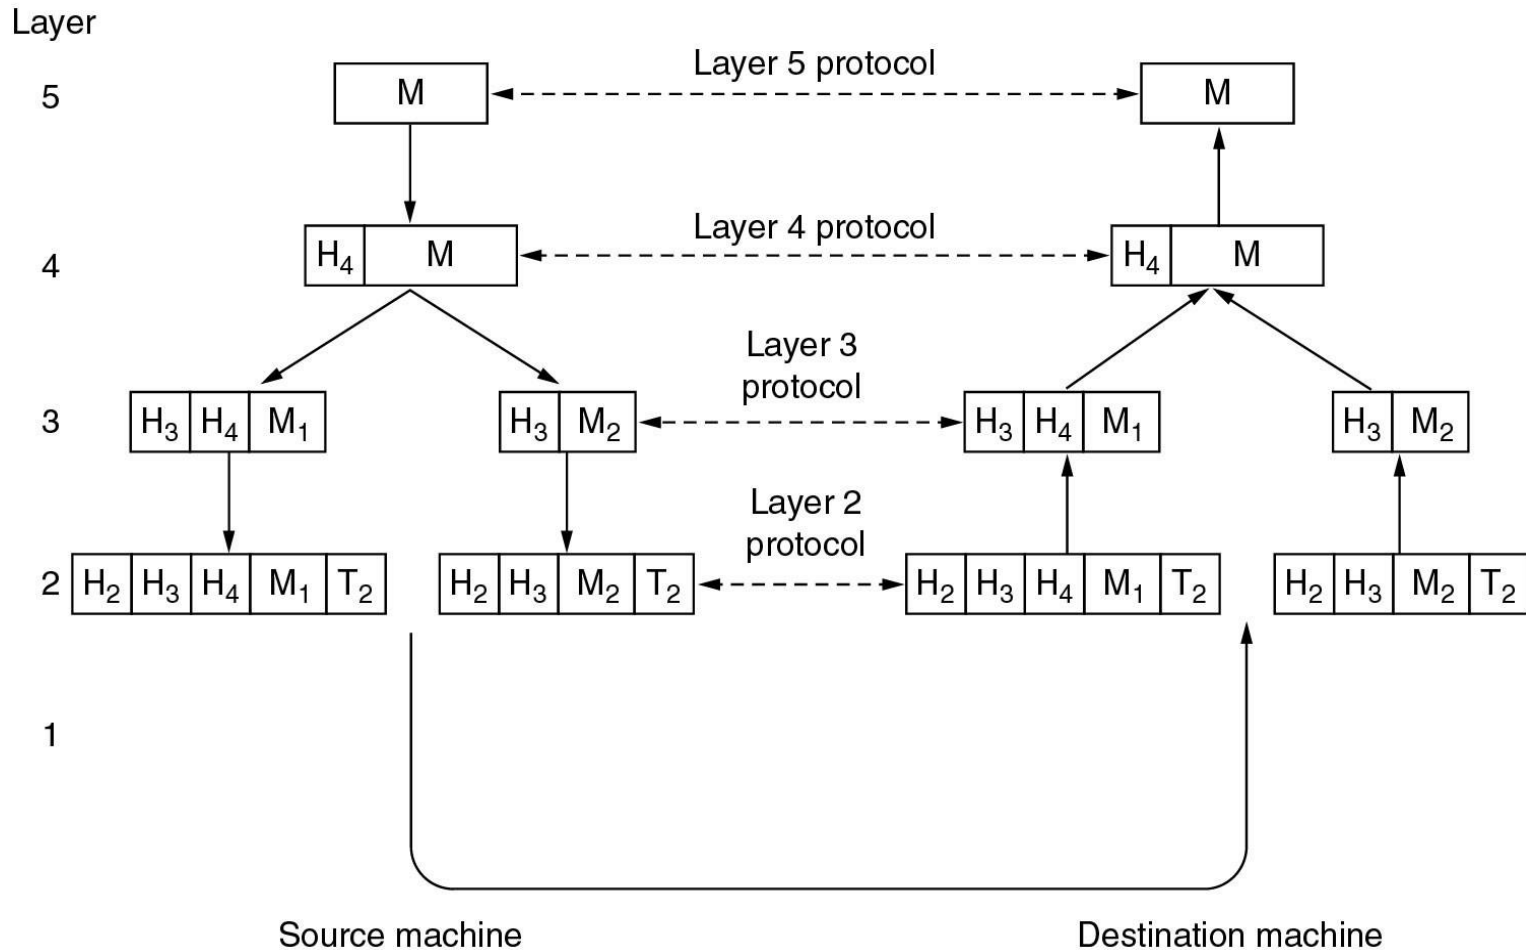 Layer
5
M
Layer 5 protocol
M
4
H₄ M
Layer 4 protocol
H₄ M
3
H₃ H₄ M₁
H₃ M₂
Layer 3
protocol
H₃ H₄ M₁
H₃ M₂
2
H₂ H₃ H₄ M₁ T₂
H₂ H₃ M₂ T₂
Layer 2
protocol
H₂ H₃ H₄ M₁ T₂
H₂ H₃ M₂ T₂
1
Source machine
Destination machine